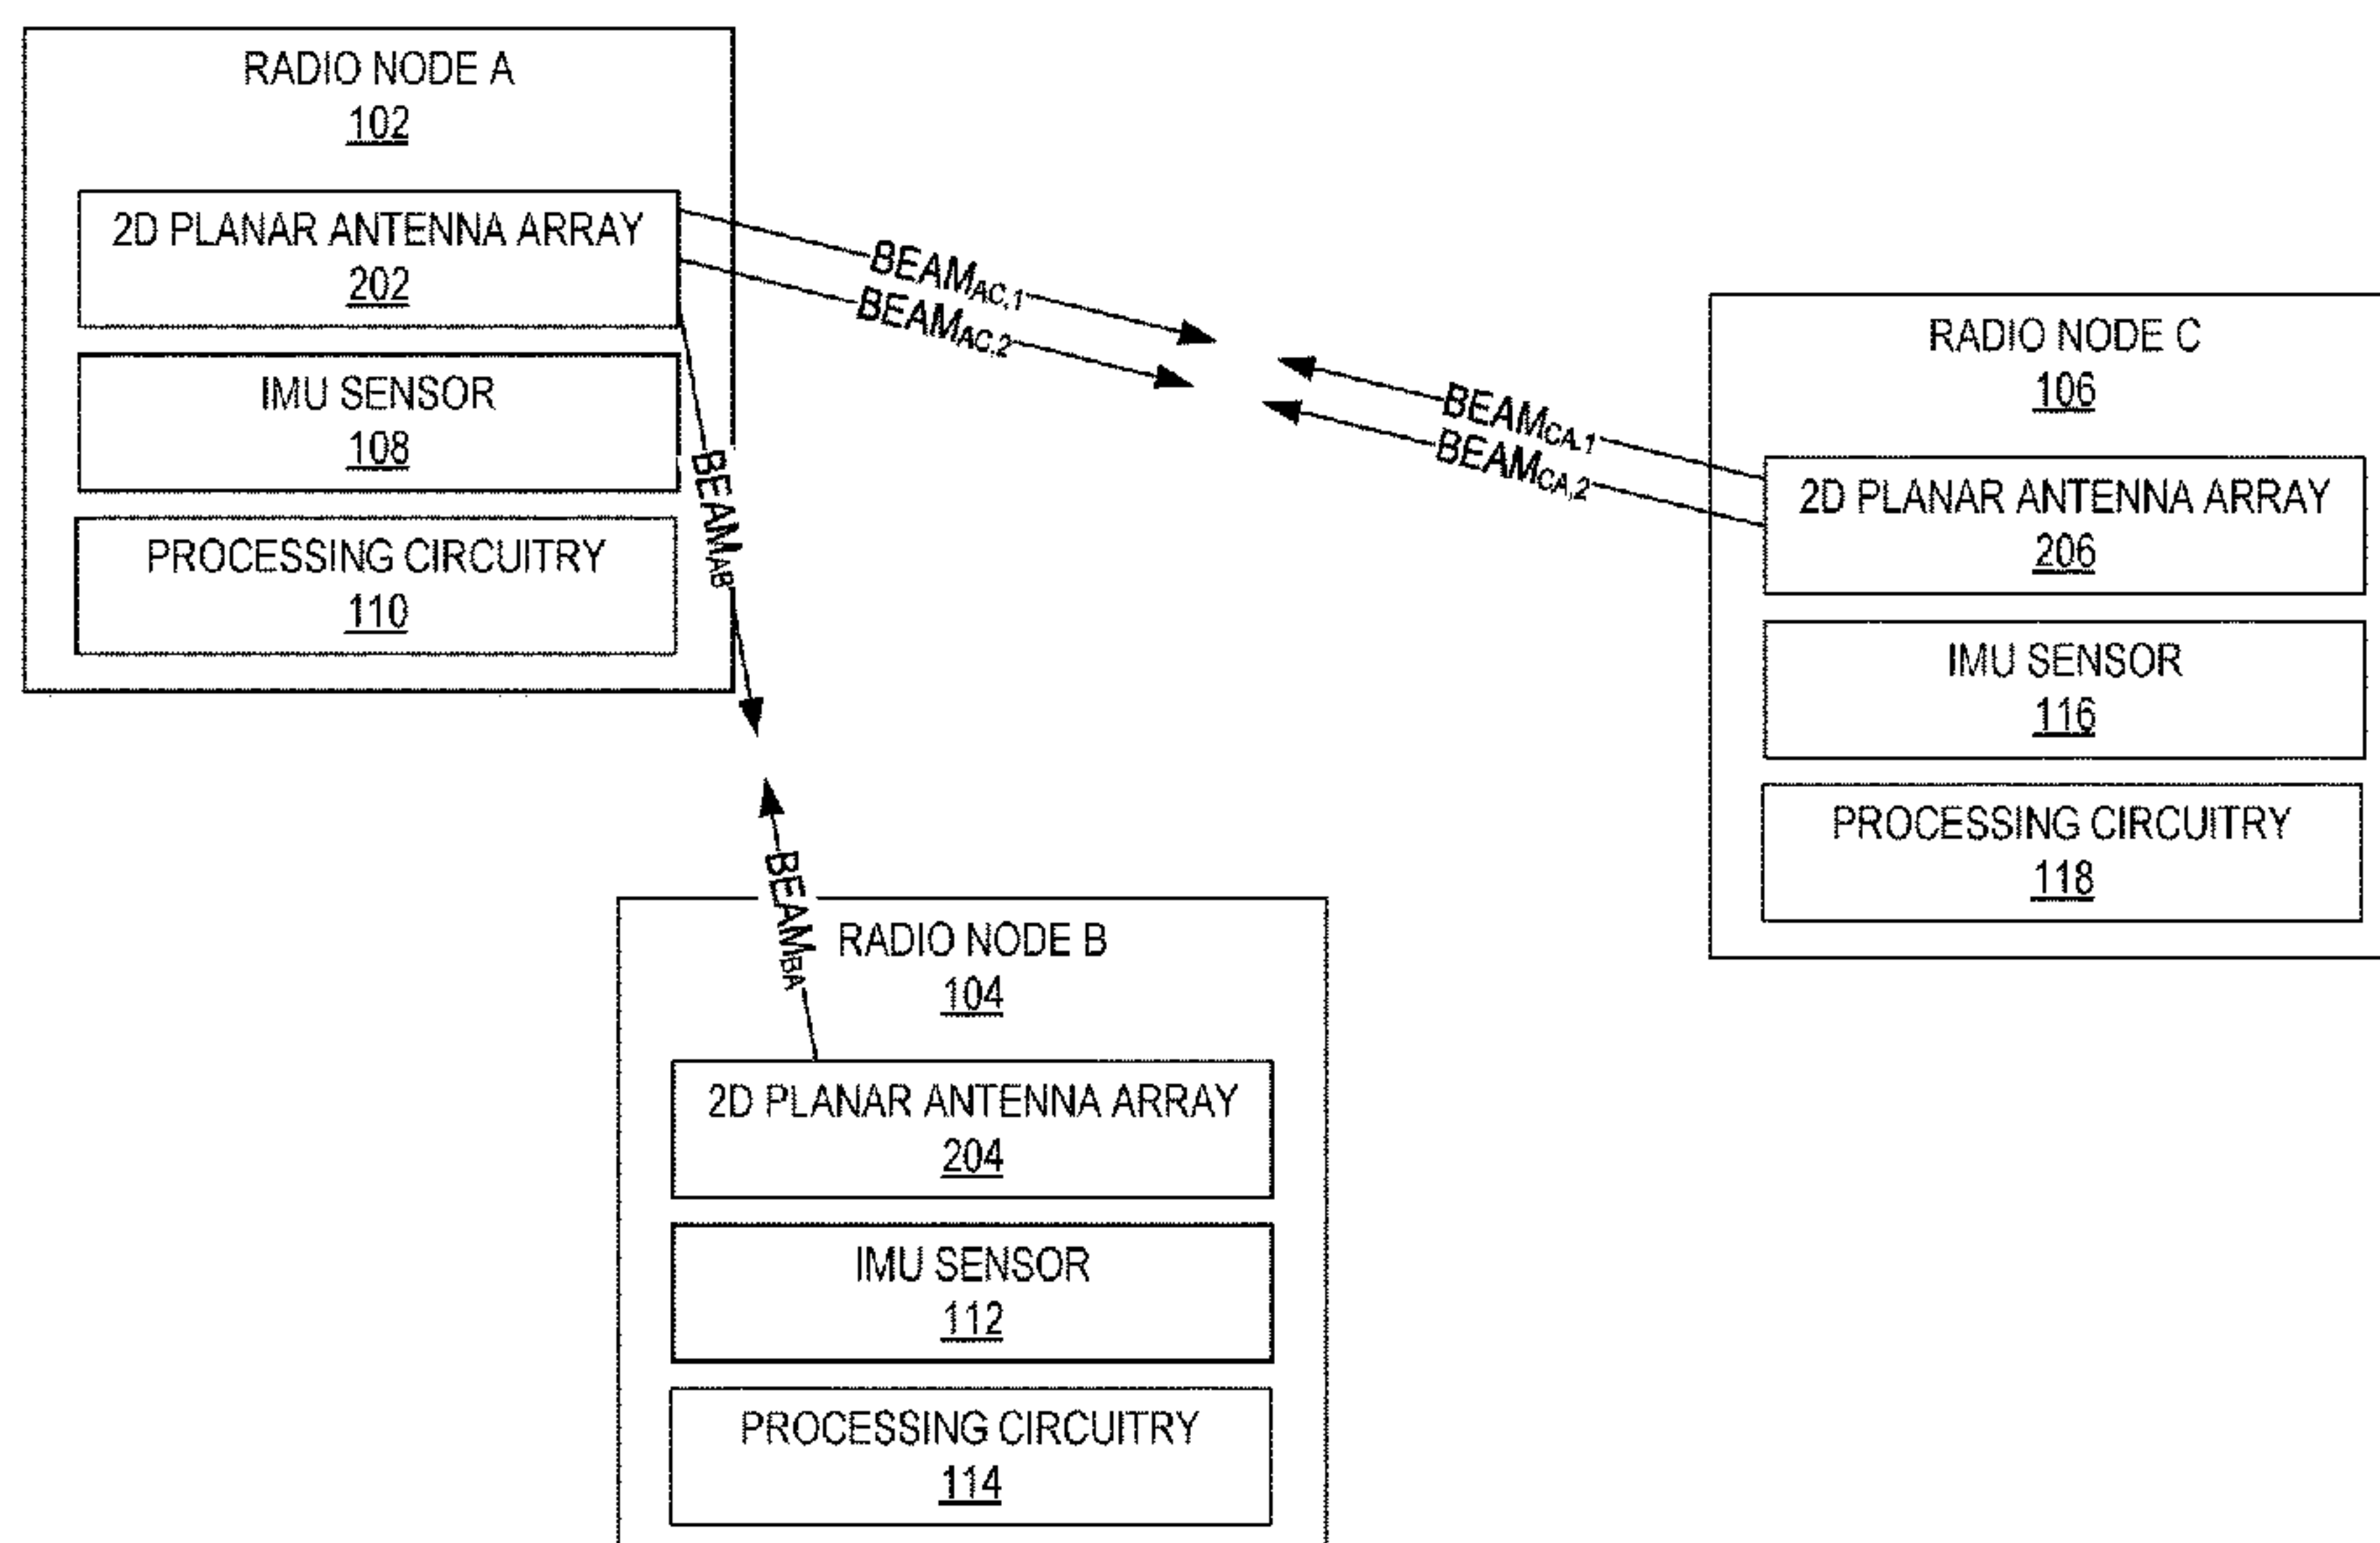 RADIO NODE A
102
2D PLANAR ANTENNA ARRAY
202
IMU SENSOR
108
PROCESSING CIRCUITRY
110
BEAMAC,1
BEAMAC,2
BEAMAB
BEAMCA,1
BEAMCA,2
RADIO NODE C
106
2D PLANAR ANTENNA ARRAY
206
IMU SENSOR
116
PROCESSING CIRCUITRY
118
BEAMBA
RADIO NODE B
104
2D PLANAR ANTENNA ARRAY
204
IMU SENSOR
112
PROCESSING CIRCUITRY
114